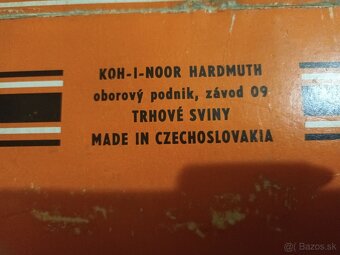 KOH-I-NOOR HARDMUTH
oborový podnik, závod 09
TRHOVÉ SVINY
MADE IN CZECHOSLOVAKIA
Bazos.sk